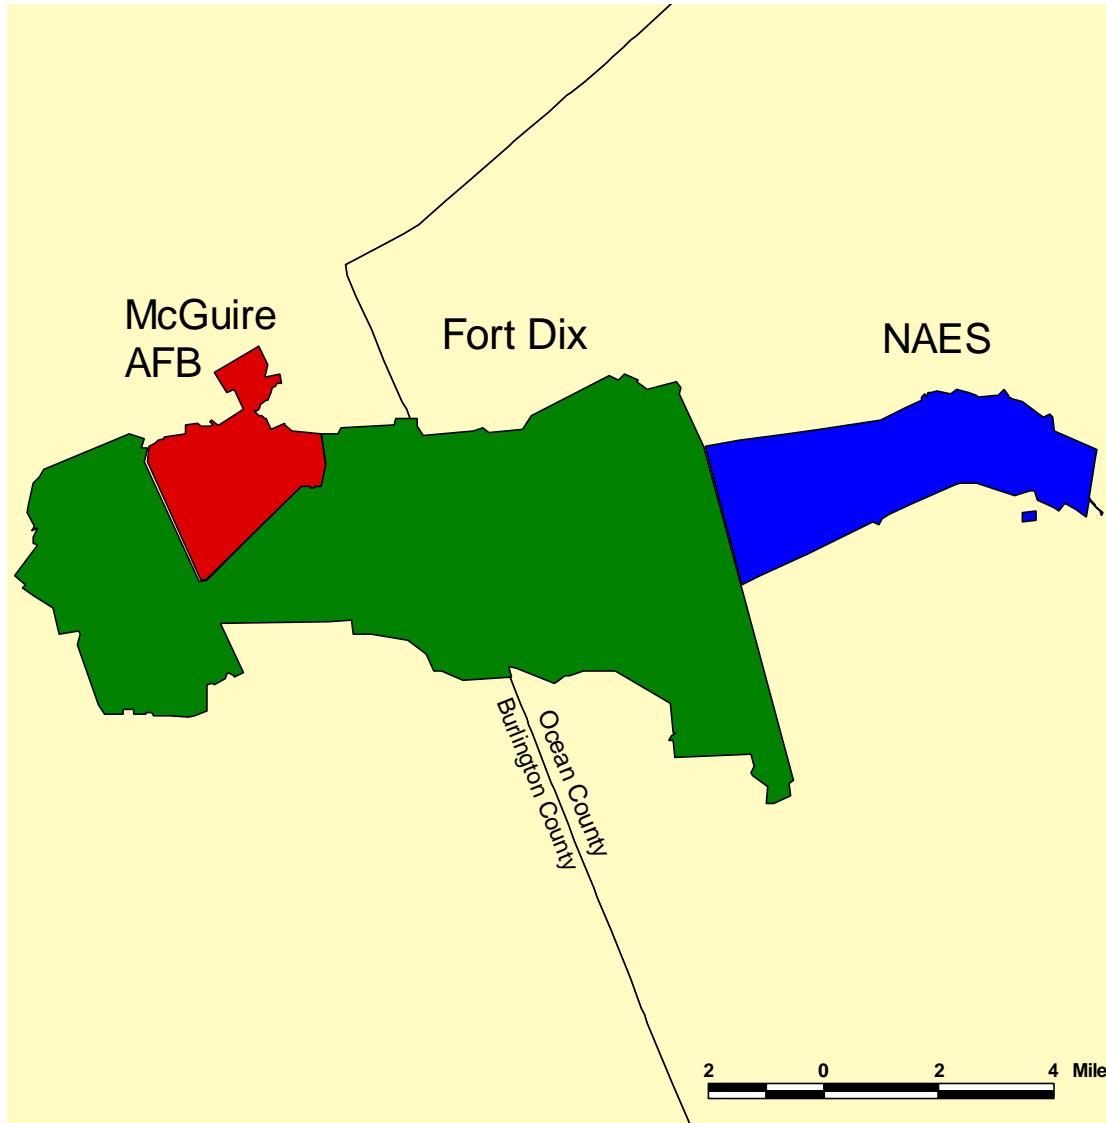 McGuire
AFB
Fort Dix
NAES
Ocean County
Burlington County
2 0 2 4 Mile